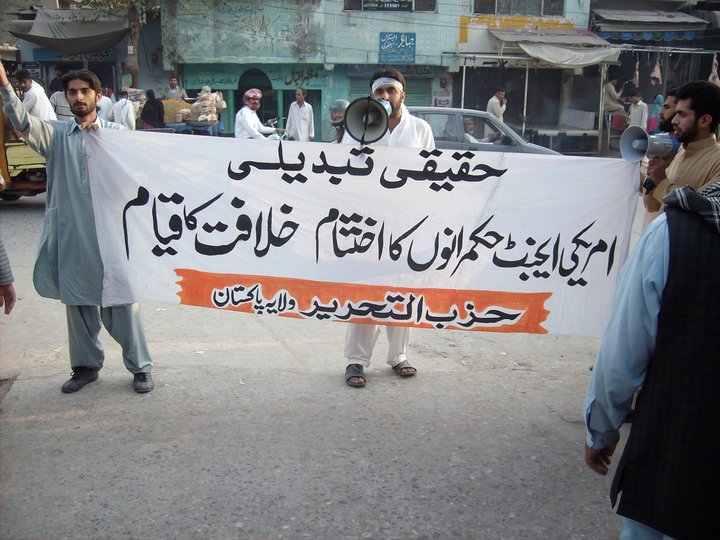 حقیقی تبدیلی
امریکی ایجنٹ حکمرانوں کا اختتام خلافت کا قیام
حزب التحریر ولایہ پاکستان